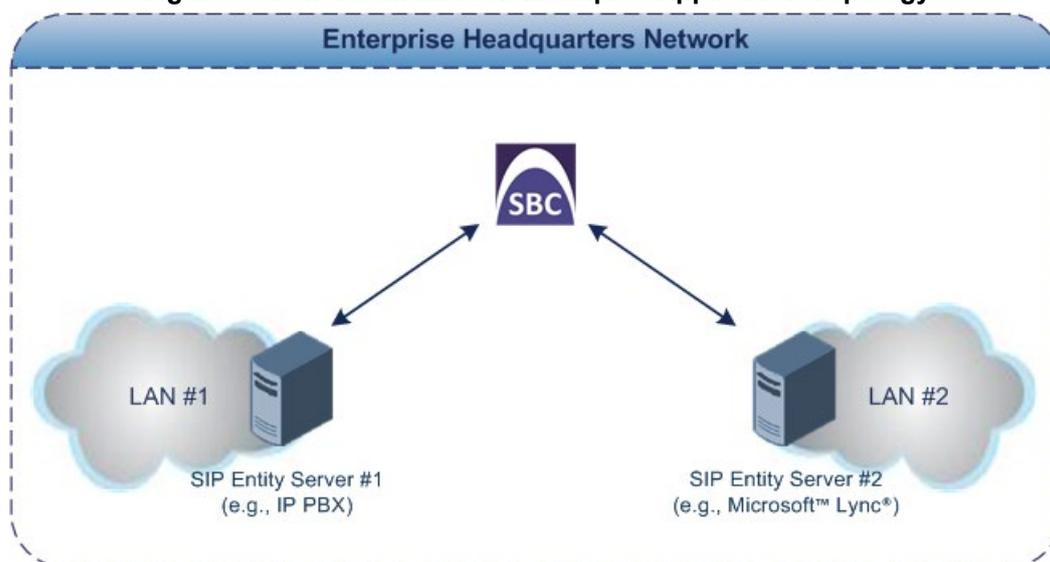 Enterprise Headquarters Network
SBC
LAN #1
LAN #2
SIP Entity Server #1
(e.g., IP PBX)
SIP Entity Server #2
(e.g., Microsoft™ Lync®)